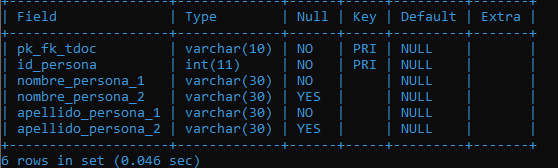 +--------------------+-------------+------+-----+---------+-------+
| Field              | Type        | Null | Key | Default | Extra |
+--------------------+-------------+------+-----+---------+-------+
| pk_fk_tdoc         | varchar(10) | NO   | PRI | NULL    |       |
| id_persona         | int(11)     | NO   | PRI | NULL    |       |
| nombre_persona_1   | varchar(30) | NO   |     | NULL    |       |
| nombre_persona_2   | varchar(30) | YES  |     | NULL    |       |
| apellido_persona_1 | varchar(30) | NO   |     | NULL    |       |
| apellido_persona_2 | varchar(30) | YES  |     | NULL    |       |
+--------------------+-------------+------+-----+---------+-------+
6 rows in set (0.046 sec)